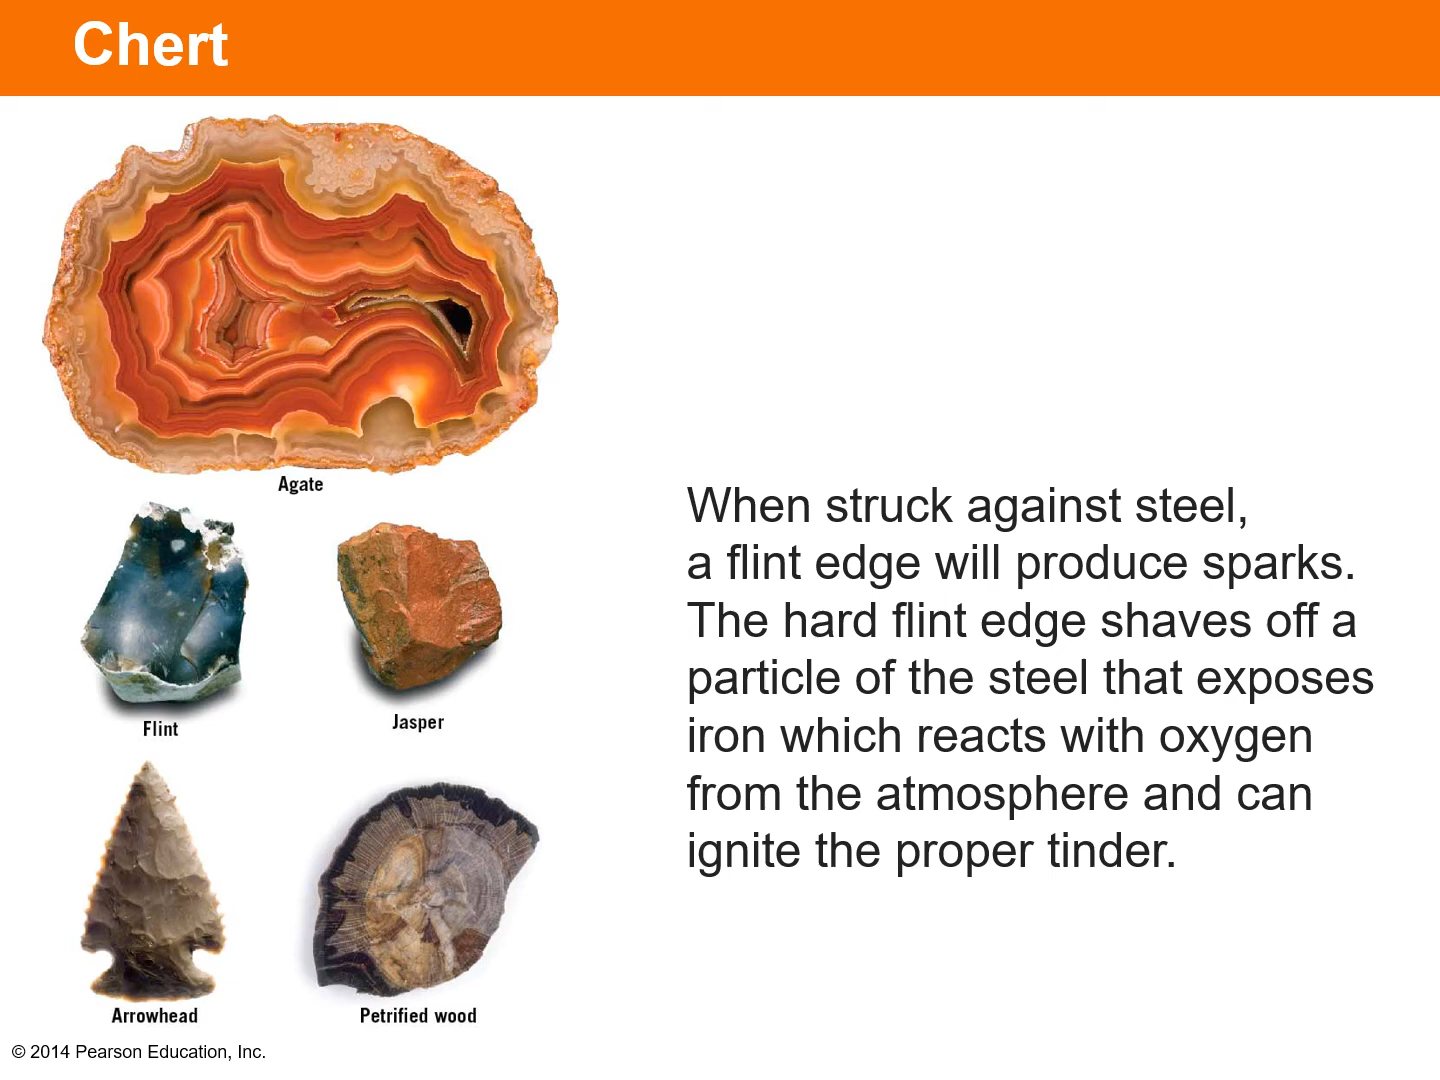 Chert
Agate
Flint
Jasper
Arrowhead
Petrified wood
When struck against steel,
a flint edge will produce sparks.
The hard flint edge shaves off a
particle of the steel that exposes
iron which reacts with oxygen
from the atmosphere and can
ignite the proper tinder.
© 2014 Pearson Education, Inc.